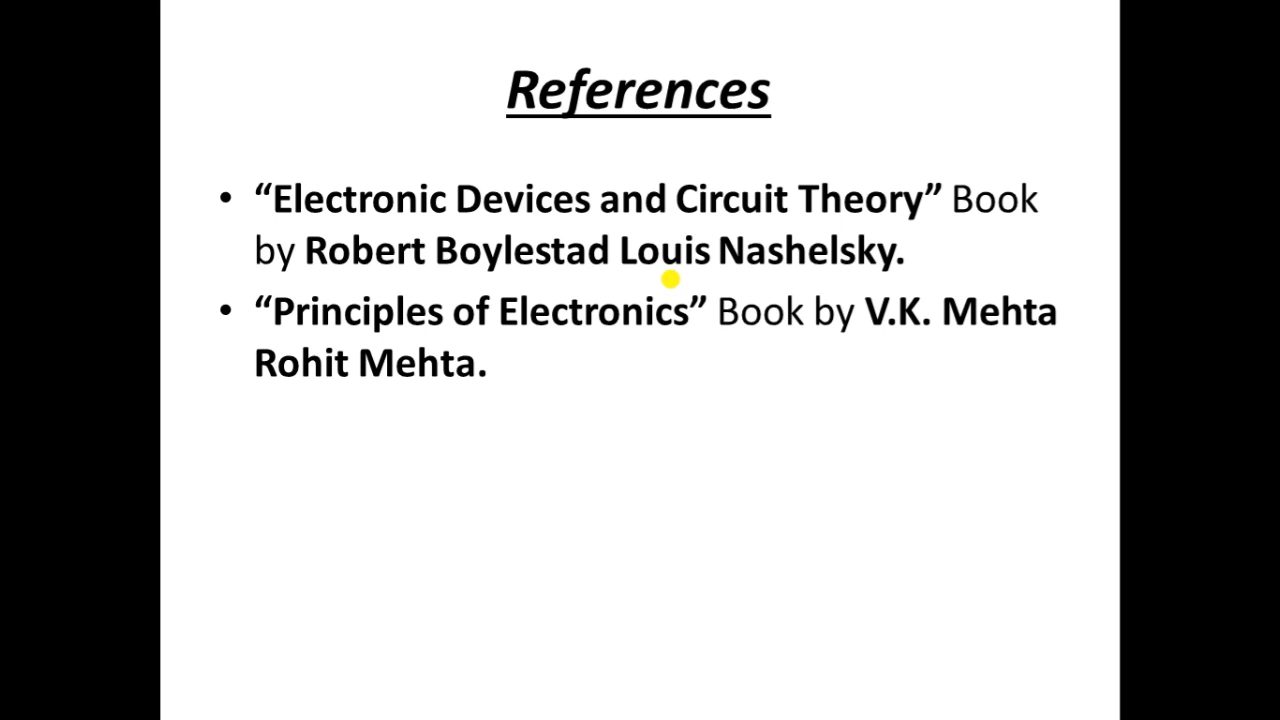 References
• “Electronic Devices and Circuit Theory” Book
by Robert Boylestad Louis Nashelsky.
• “Principles of Electronics” Book by V.K. Mehta
Rohit Mehta.